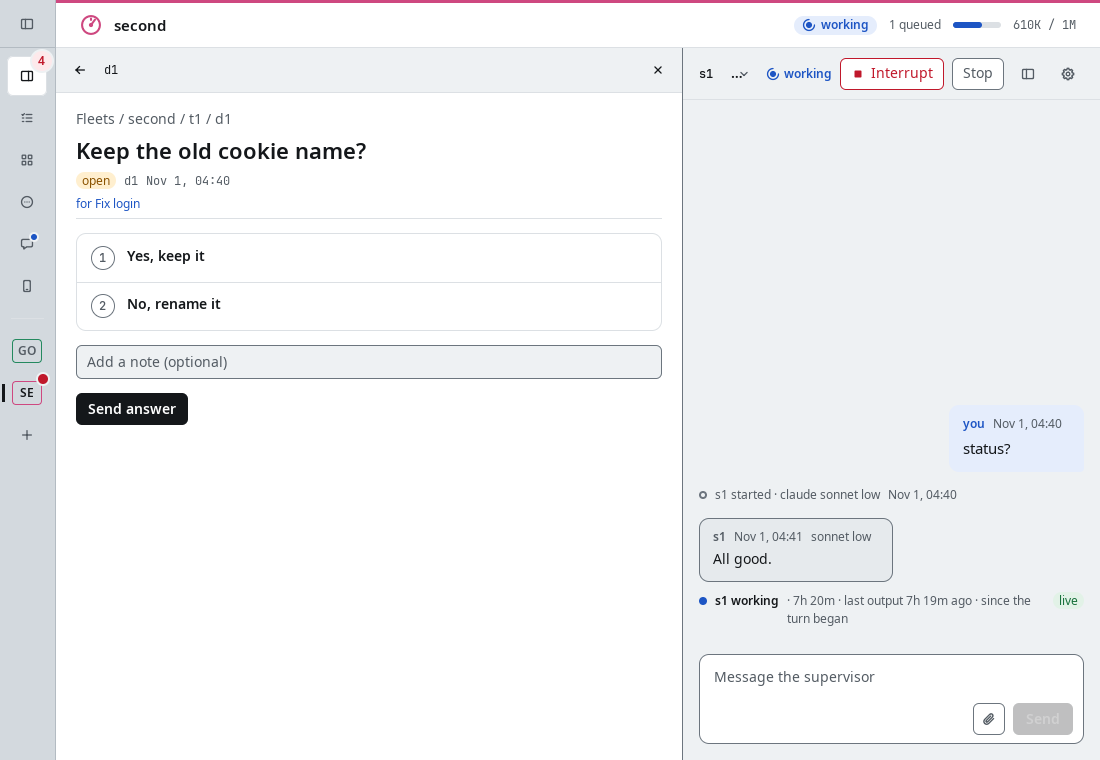 second
working
1 queued
610K / 1M
4
GO
SE
d1
Fleets / second / t1 / d1
Keep the old cookie name?
open d1 Nov 1, 04:40
for Fix login
1 Yes, keep it
2 No, rename it
Add a note (optional)
Send answer
s1 ... working Interrupt Stop
you Nov 1, 04:40
status?
s1 started · claude sonnet low Nov 1, 04:40
s1 Nov 1, 04:41 sonnet low
All good.
s1 working · 7h 20m · last output 7h 19m ago · since the
turn began
live
Message the supervisor
Send